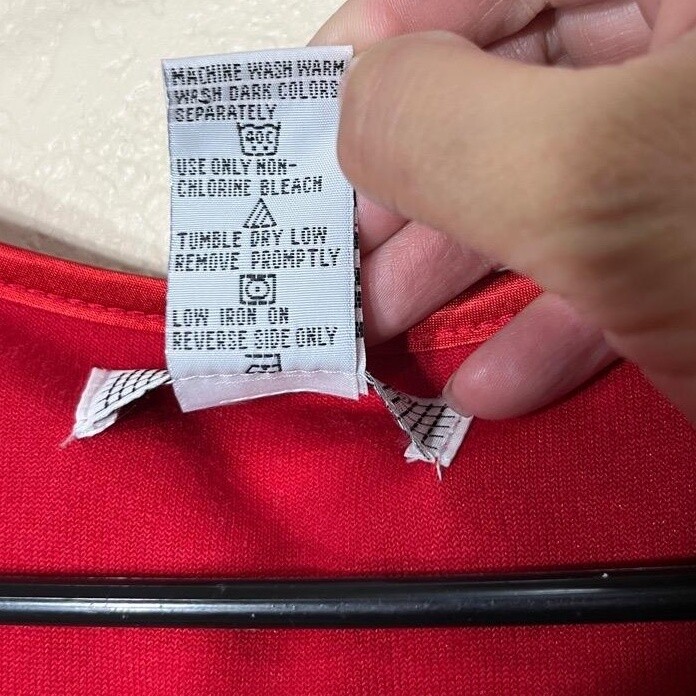 MACHINE WASH WARM
WASH DARK COLORS
SEPARATELY
40C
USE ONLY NON-
CHLORINE BLEACH
TUMBLE DRY LOW
REMOVE PROMPTLY
LOW IRON ON
REVERSE SIDE ONLY